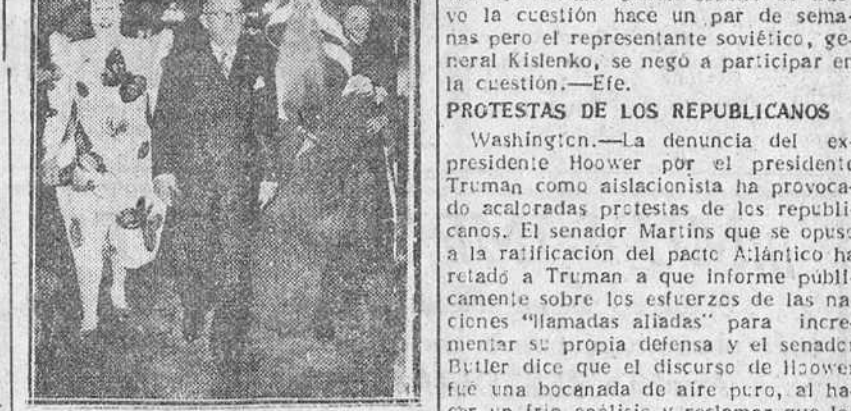 vo la cuestión hace un par de sema-
nas pero el representante soviético, ge-
neral Kislenko, se negó a participar en
la cuestión.—Efe.
PROTESTAS DE LOS REPUBLICANOS
Washington.—La denuncia del ex-
presidente Hoower por el presidente
Truman como aislacionista ha provoca-
do acaloradas protestas de los republi-
canos. El senador Martins que se opuso
a la ratificación del pacto Atlántico ha
retado a Truman a que informe públi-
camente sobre los esfuerzos de las na-
ciones "llamadas aliadas" para incre-
mentar su propia defensa y el senador
Butler dice que el discurso de Hoower
fué una bocanada de aire puro, al ha-